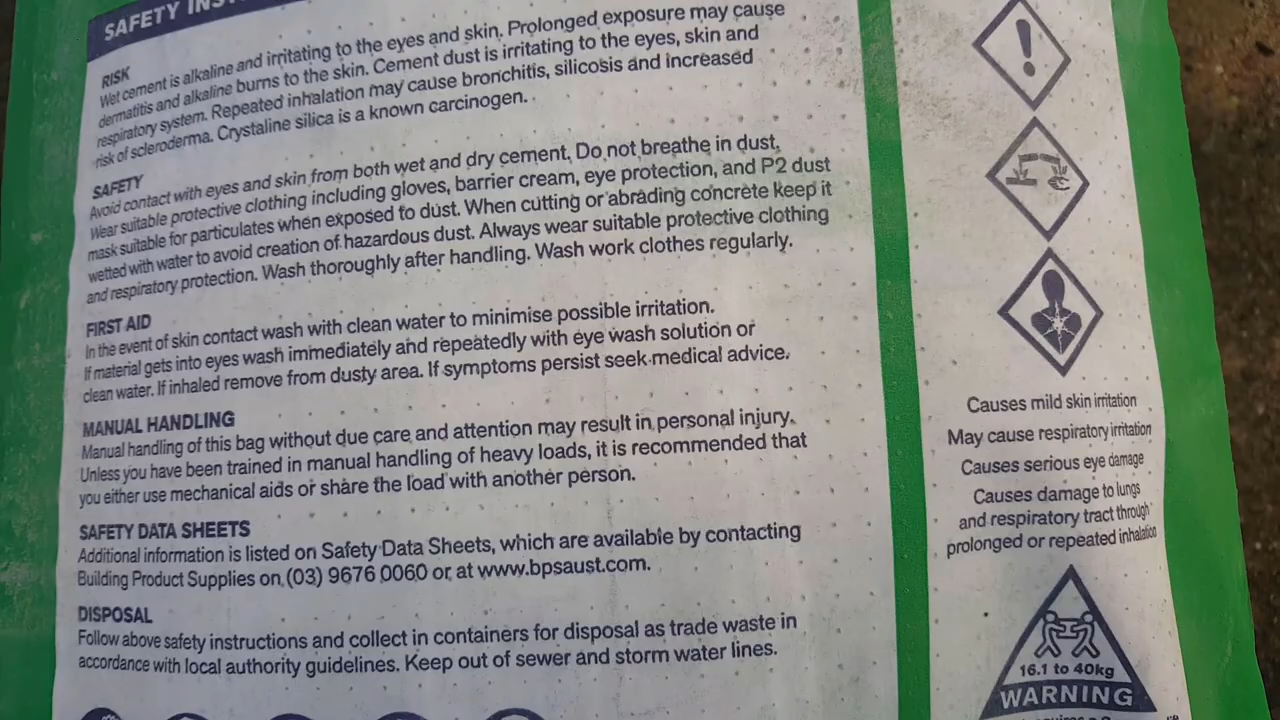 SAFETY
RISK
Wet cement is alkaline and irritating to the eyes and skin. Prolonged exposure may cause
dermatitis and alkaline burns to the skin. Cement dust is irritating to the eyes, skin and
respiratory system. Repeated inhalation may cause bronchitis, silicosis and increased
risk of scleroderma. Crystaline silica is a known carcinogen.
SAFETY
Avoid contact with eyes and skin from both wet and dry cement. Do not breathe in dust.
Wear suitable protective clothing including gloves, barrier cream, eye protection, and P2 dust
mask suitable for particulates when exposed to dust. When cutting or abrading concrete keep it
wetted with water to avoid creation of hazardous dust. Always wear suitable protective clothing
and respiratory protection. Wash thoroughly after handling. Wash work clothes regularly.
FIRST AID
In the event of skin contact wash with clean water to minimise possible irritation.
If material gets into eyes wash immediately and repeatedly with eye wash solution or
clean water. If inhaled remove from dusty area. If symptoms persist seek medical advice.
MANUAL HANDLING
Manual handling of this bag without due care and attention may result in personal injury.
Unless you have been trained in manual handling of heavy loads, it is recommended that
you either use mechanical aids or share the load with another person.
SAFETY DATA SHEETS
Additional information is listed on Safety Data Sheets, which are available by contacting
Building Product Supplies on (03) 9676 0060 or at www.bpsaust.com.
DISPOSAL
Follow above safety instructions and collect in containers for disposal as trade waste in
accordance with local authority guidelines. Keep out of sewer and storm water lines.
Causes mild skin irritation
May cause respiratory irritation
Causes serious eye damage
Causes damage to lungs
and respiratory tract through
prolonged or repeated inhalation
16.1 to 40kg
WARNING